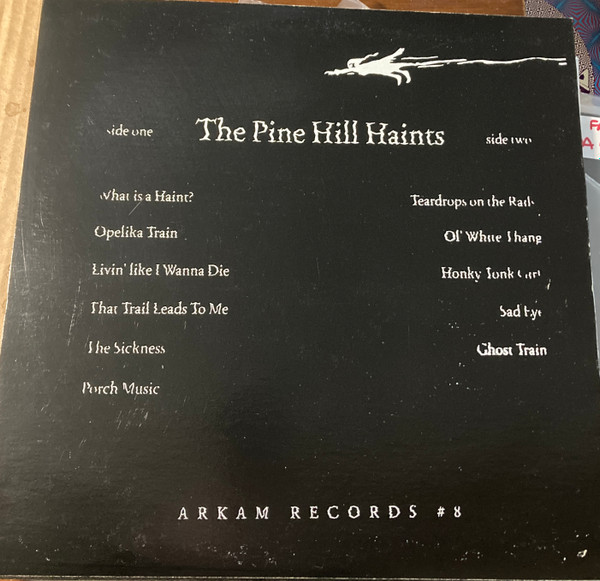 side one
The Pine Hill Haints
side two
What is a Haint?
Opelika Train
Livin' like I Wanna Die
That Trail Leads To Me
The Sickness
Porch Music
Teardrops on the Rails
Ol' White Thang
Honky Tonk Girl
Sad Eye
Ghost Train
ARKAM RECORDS #8